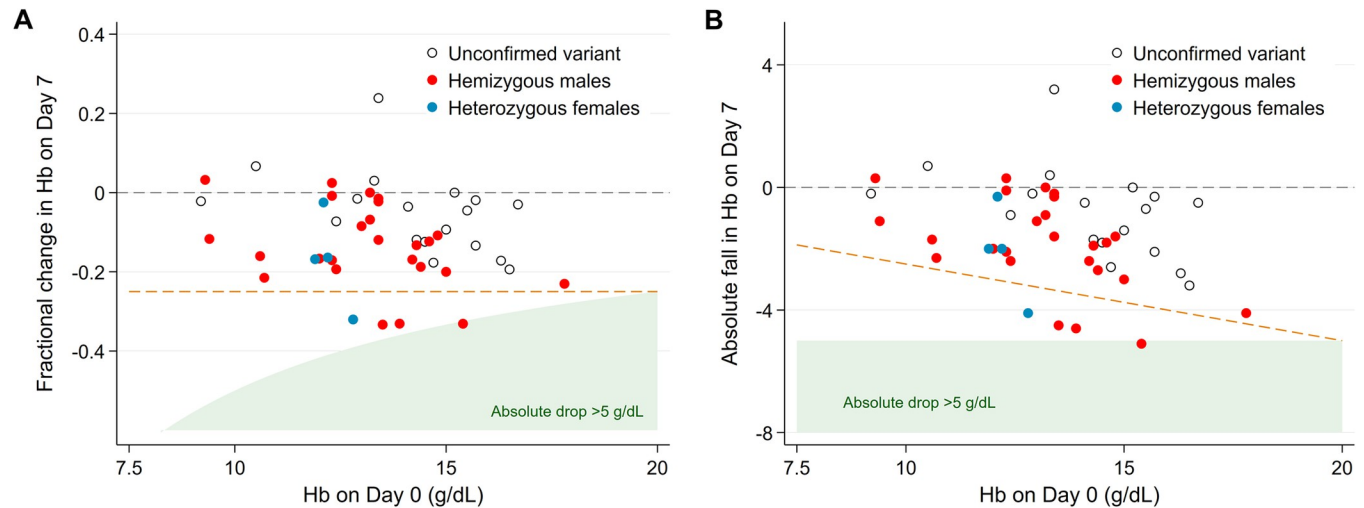 A
Fractional change in Hb on Day 7
0.4
0.2
0
-0.2
-0.4
Unconfirmed variant
Hemizygous males
Heterozygous females
Absolute drop >5 g/dL
7.5 10 15 20
Hb on Day 0 (g/dL)
B
Absolute fall in Hb on Day 7
4
0
-4
-8
Unconfirmed variant
Hemizygous males
Heterozygous females
Absolute drop >5 g/dL
7.5 10 15 20
Hb on Day 0 (g/dL)